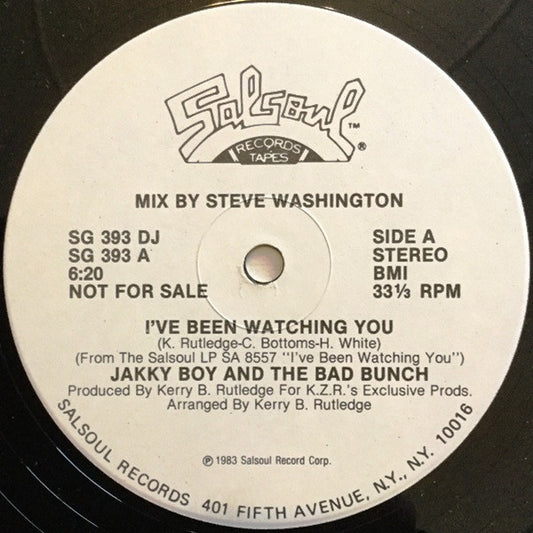 Salsoul™
RECORDS
TAPES®
MIX BY STEVE WASHINGTON
SG 393 DJ
SG 393 A
6:20
NOT FOR SALE
SIDE A
STEREO
BMI
33⅓ RPM
I'VE BEEN WATCHING YOU
(K. Rutledge-C. Bottoms-H. White)
(From The Salsoul LP SA 8557 "I've Been Watching You")
JAKKY BOY AND THE BAD BUNCH
Produced By Kerry B. Rutledge For K.Z.R.'s Exclusive Prods.
Arranged By Kerry B. Rutledge
℗ 1983 Salsoul Record Corp.
SALSOUL RECORDS 401 FIFTH AVENUE, N.Y., N.Y. 10016